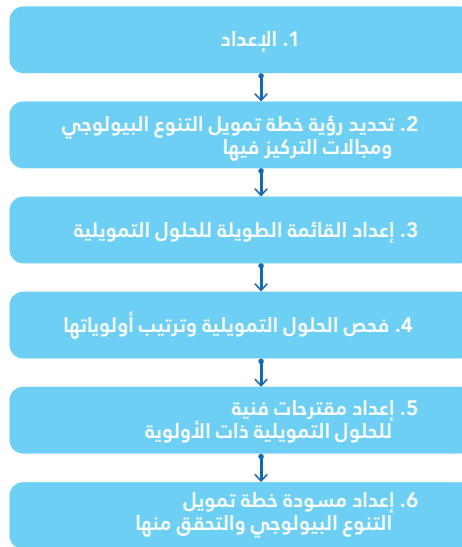 1. الإعداد
2. تحديد رؤية خطة تمويل التنوع البيولوجي
ومجالات التركيز فيها
3. إعداد القائمة الطويلة للحلول التمويلية
4. فحص الحلول التمويلية وترتيب أولوياتها
5. إعداد مقترحات فنية
للحلول التمويلية ذات الأولوية
6. إعداد مسودة خطة تمويل
التنوع البيولوجي والتحقق منها